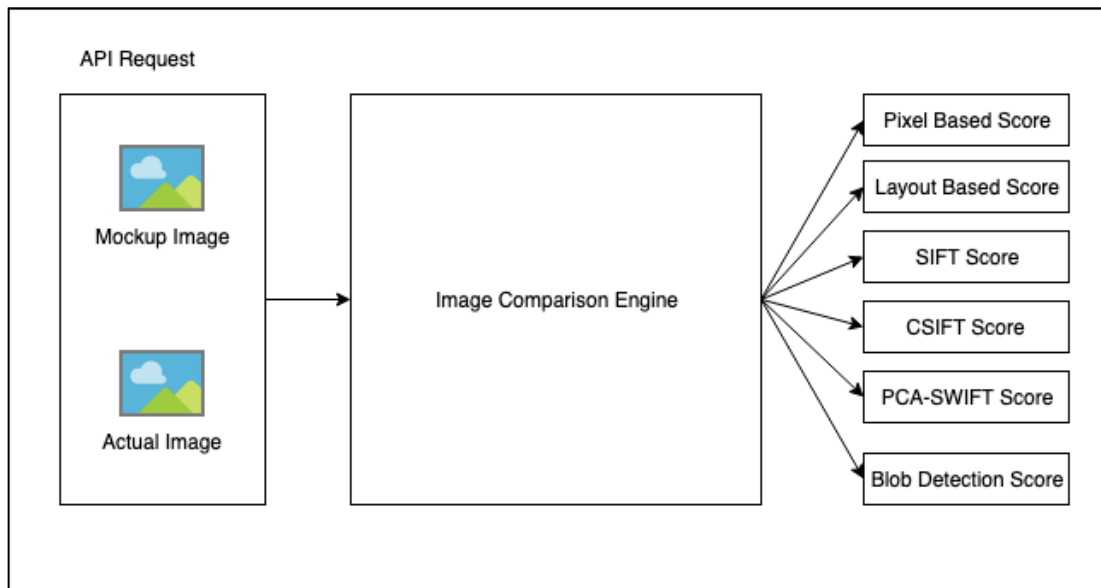 API Request
Mockup Image
Actual Image
Image Comparison Engine
Pixel Based Score
Layout Based Score
SIFT Score
CSIFT Score
PCA-SWIFT Score
Blob Detection Score